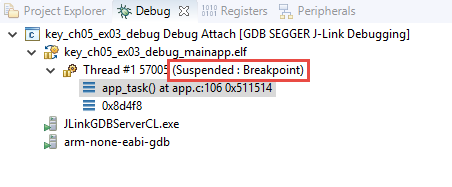 Project Explorer Debug Registers Peripherals
key_ch05_ex03_debug Debug Attach [GDB SEGGER J-Link Debugging]
key_ch05_ex03_debug_mainapp.elf
Thread #1 57005 (Suspended : Breakpoint)
app_task() at app.c:106 0x511514
0x8d4f8
JLinkGDBServerCL.exe
arm-none-eabi-gdb